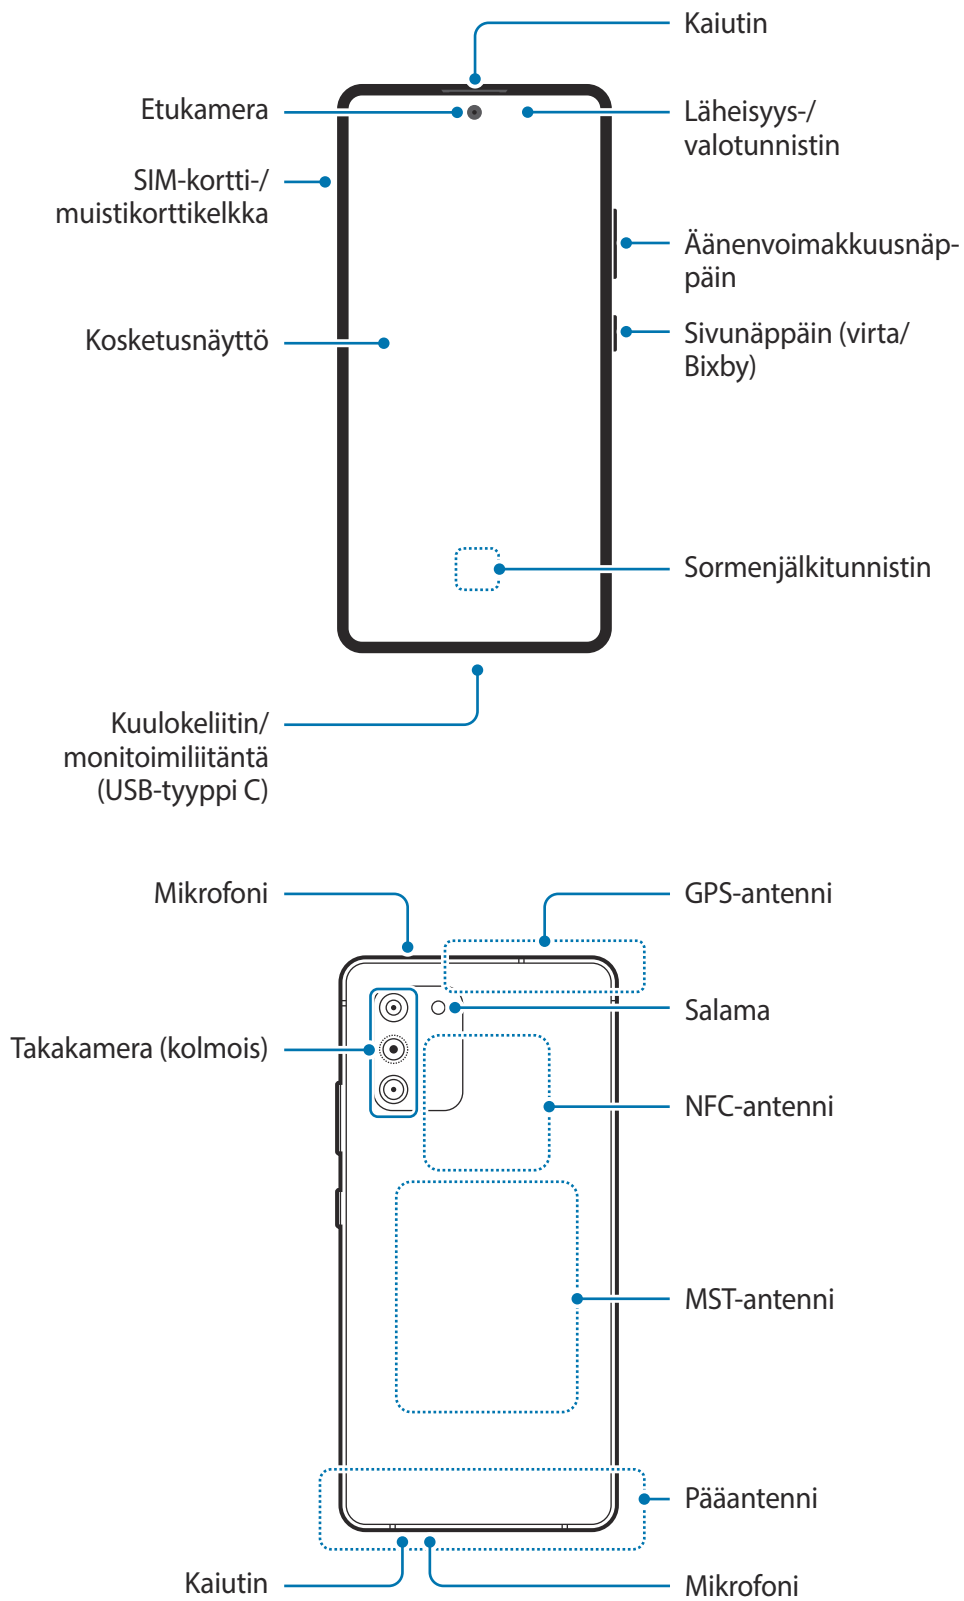 Kaiutin
Etukamera
Läheisyys-/
valotunnistin
SIM-kortti-/
muistikorttikelkka
Äänenvoimakkuusnäp-
päin
Kosketusnäyttö
Sivunäppäin (virta/
Bixby)
Sormenjälkitunnistin
Kuulokeliitin/
monitoimiliitäntä
(USB-tyyppi C)
Mikrofoni
GPS-antenni
Salama
Takakamera (kolmois)
NFC-antenni
MST-antenni
Pääantenni
Kaiutin
Mikrofoni